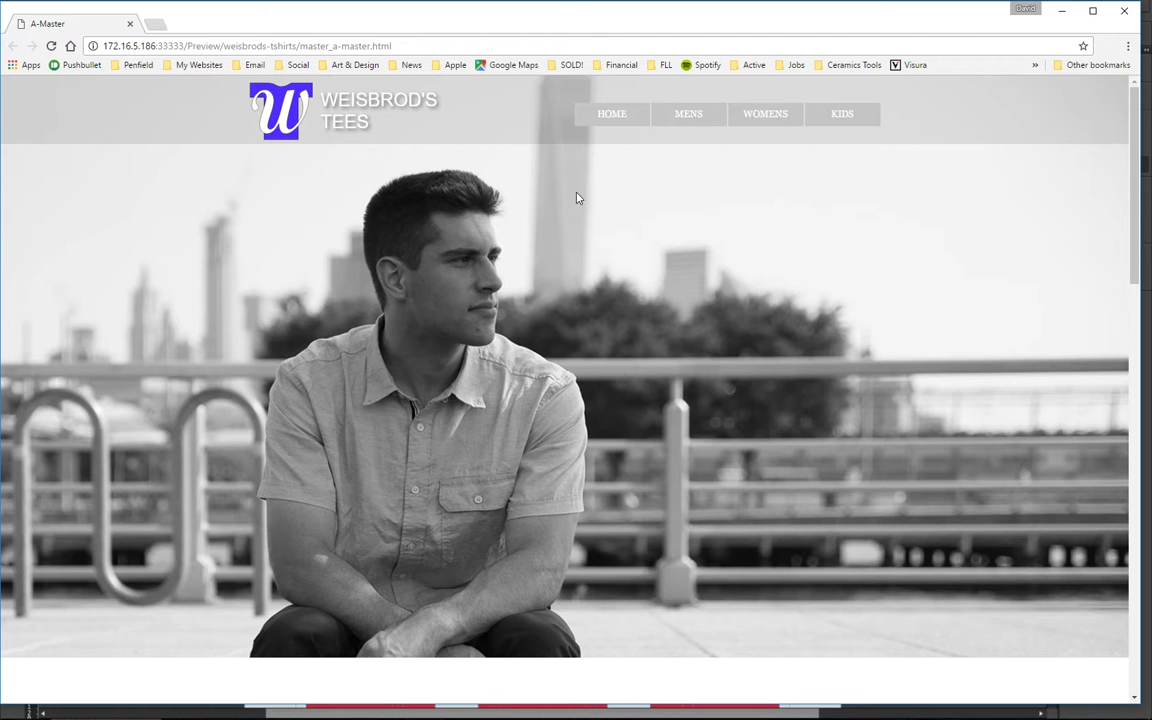 David
A-Master
172.16.5.186:33333/Preview/weisbrods-tshirts/master_a-master.html
Apps Pushbullet Penfield My Websites Email Social Art & Design News Apple Google Maps SOLD! Financial FLL Spotify Active Jobs Ceramics Tools V Visura » Other bookmarks
W WEISBROD'S
TEES
HOME MENS WOMENS KIDS